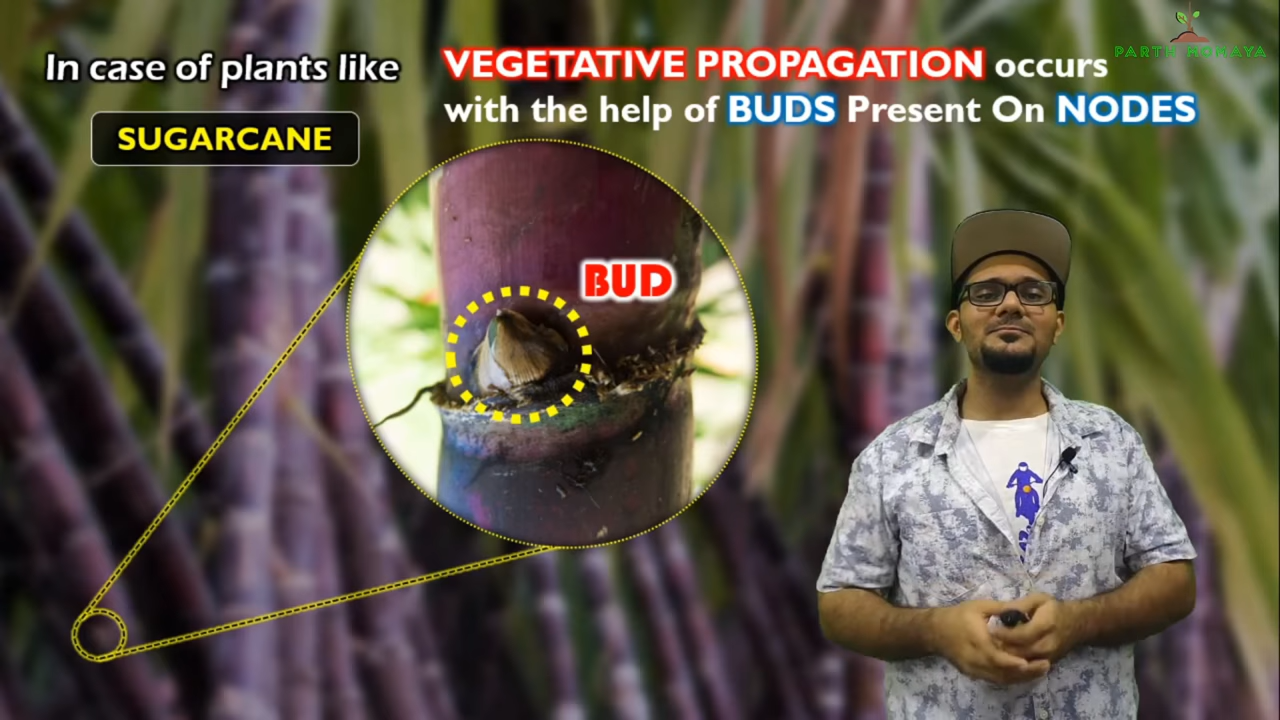 In case of plants like
SUGARCANE
VEGETATIVE PROPAGATION occurs
with the help of BUDS Present On NODES
BUD
PARTH MOMAYA